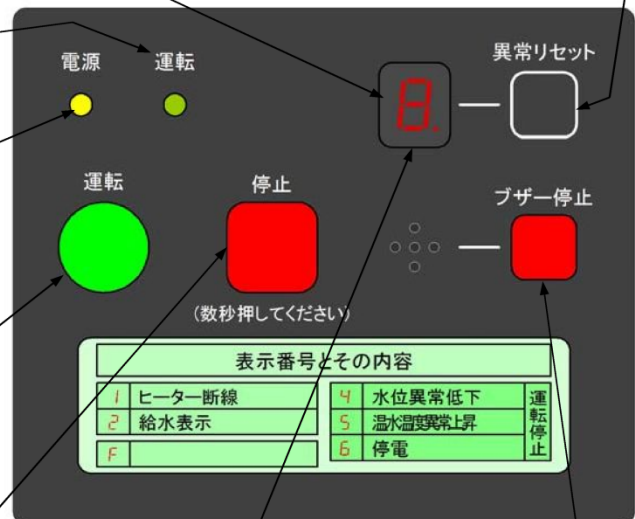 電源 運転
異常リセット
8.
運転
停止
ブザー停止
(数秒押してください)
表示番号とその内容
1 ヒーター断線
2 給水表示
F
4 水位異常低下
5 温水温度異常上昇
6 停電
運転停止